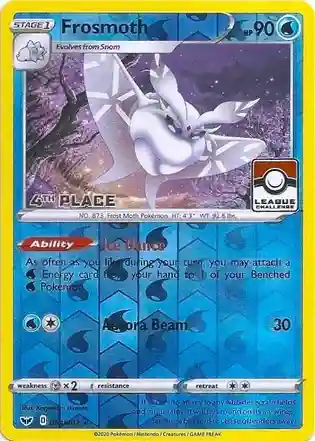 STAGE 1
Frosmoth
HP 90
Evolves from Snom
4TH PLACE
LEAGUE
CHALLENGE
NO. 873 Frost Moth Pokémon HT: 4'3" WT: 92.6 lbs.
Ability Ice Dance
As often as you like during your turn, you may attach a
Energy card from your hand to 1 of your Benched
Pokémon.
Aurora Beam 30
weakness ×2 resistance retreat
©2020 Pokémon / Nintendo / Creatures / GAME FREAK